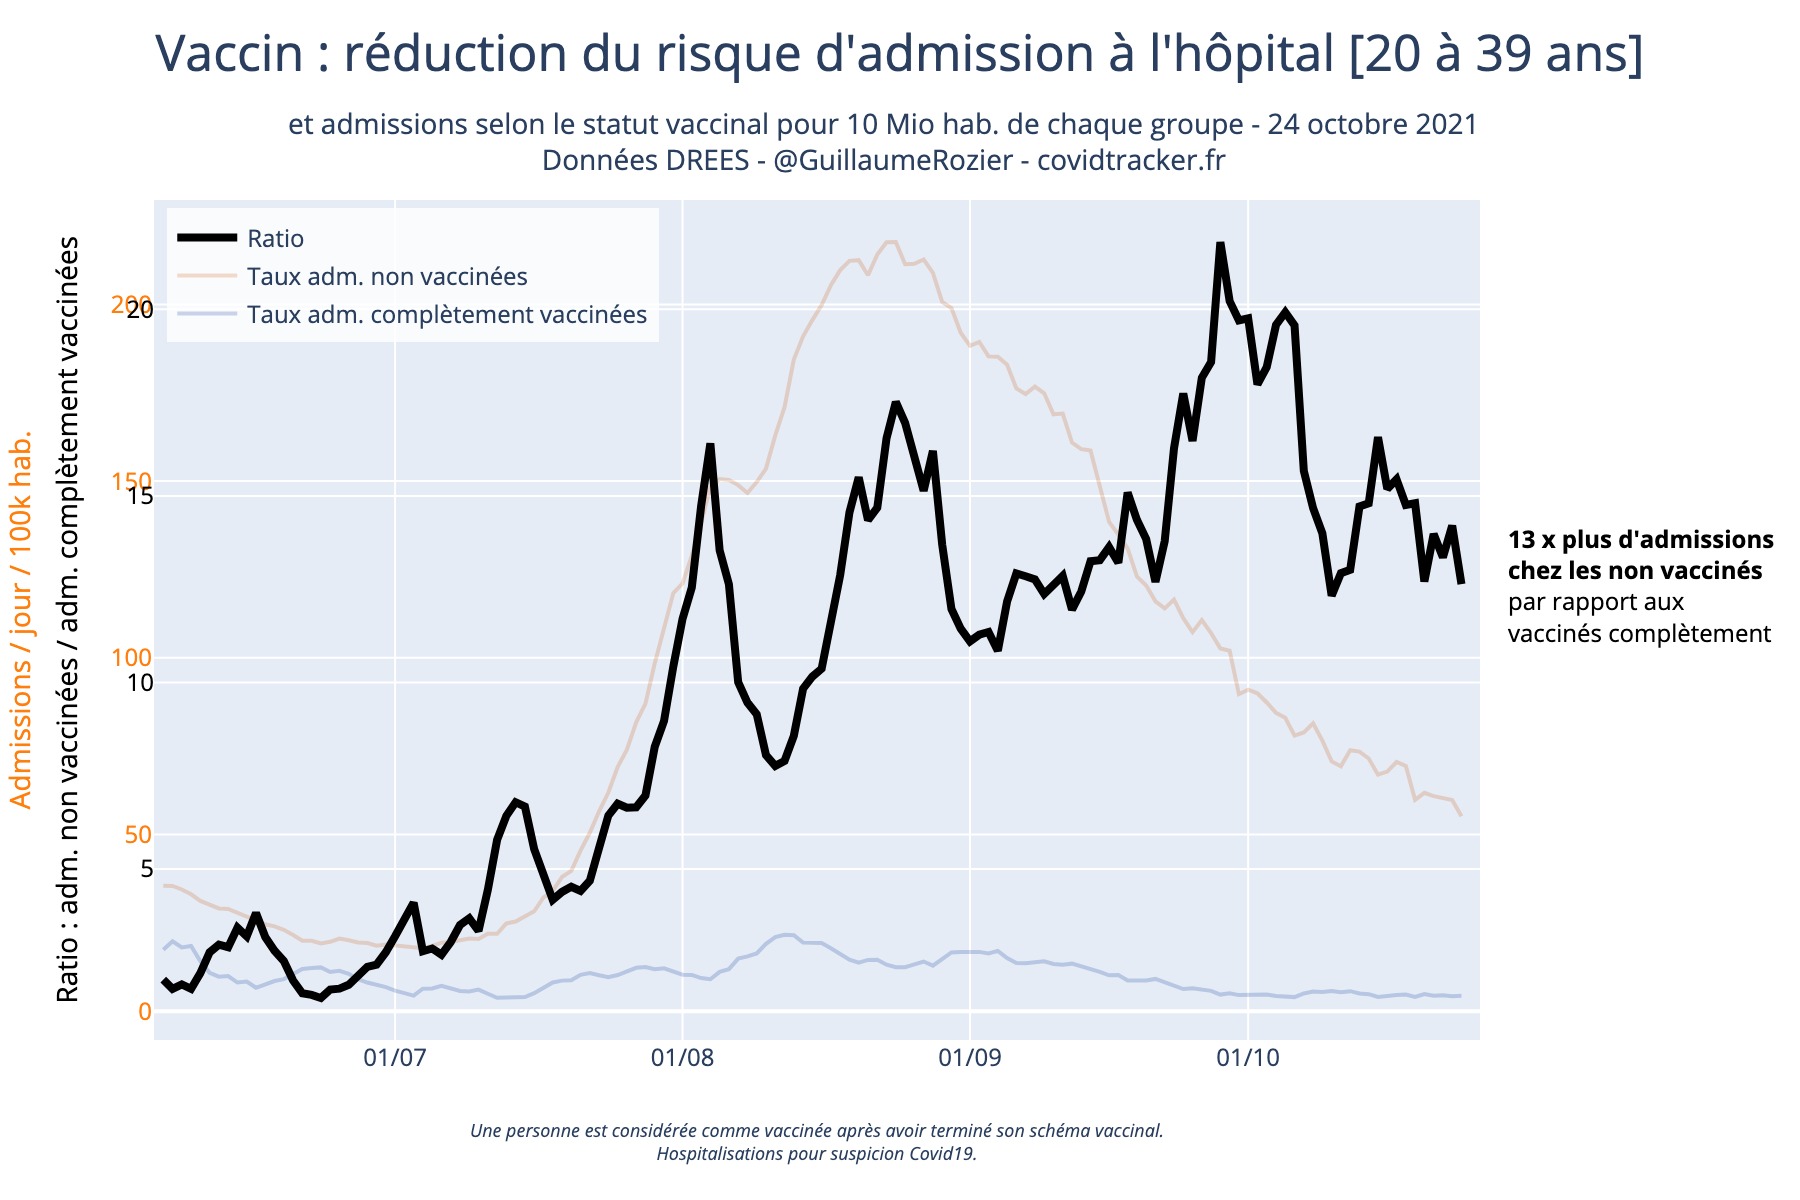 Vaccin : réduction du risque d'admission à l'hôpital [20 à 39 ans]
et admissions selon le statut vaccinal pour 10 Mio hab. de chaque groupe - 24 octobre 2021
Données DREES - @GuillaumeRozier - covidtracker.fr
Admissions / jour / 100k hab.
Ratio : adm. non vaccinées / adm. complètement vaccinées
Ratio
Taux adm. non vaccinées
Taux adm. complètement vaccinées
200
20
150
15
100
10
50
5
0
13 x plus d'admissions
chez les non vaccinés
par rapport aux
vaccinés complètement
01/07
01/08
01/09
01/10
Une personne est considérée comme vaccinée après avoir terminé son schéma vaccinal.
Hospitalisations pour suspicion Covid19.